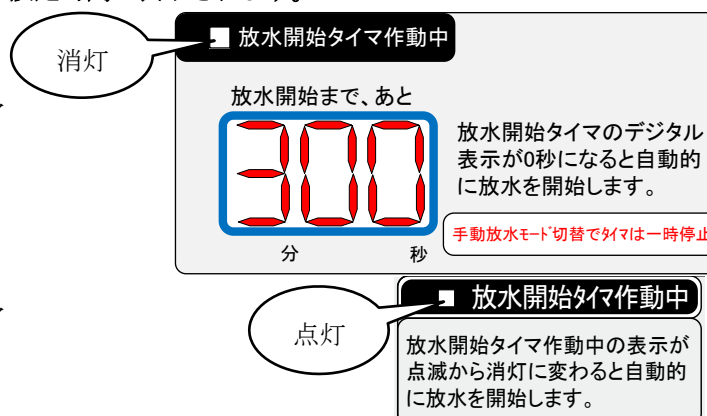 放水開始タイマ作動中
消灯
放水開始まで、あと
300
分 秒
放水開始タイマのデジタル
表示が0秒になると自動的
に放水を開始します。
手動放水ﾓｰﾄﾞ切替でﾀｲﾏは一時停止
放水開始ﾀｲﾏ作動中
点灯
放水開始タイマ作動中の表示が
点滅から消灯に変わると自動的
に放水を開始します。